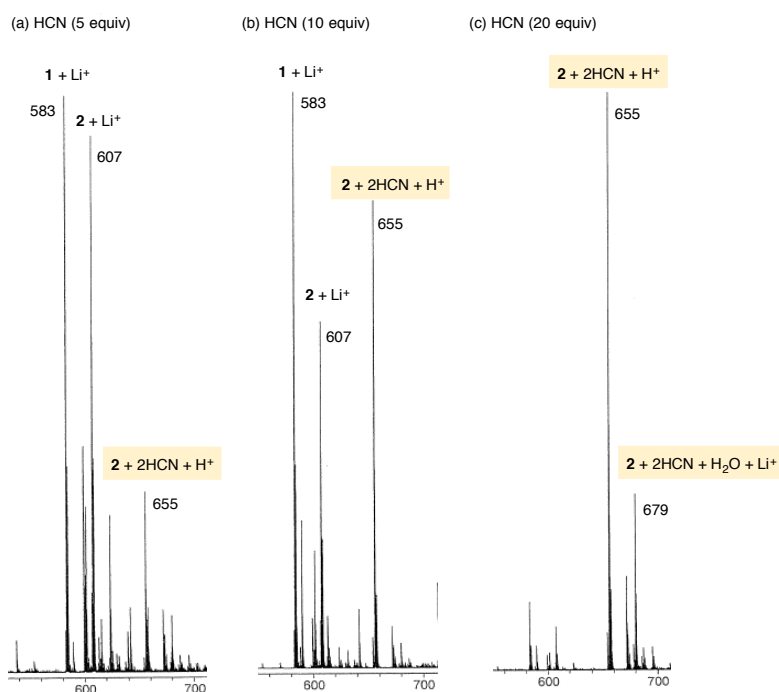 (a) HCN (5 equiv)
1 + Li⁺
583
2 + Li⁺
607
2 + 2HCN + H⁺
655
600
700
(b) HCN (10 equiv)
1 + Li⁺
583
2 + 2HCN + H⁺
655
2 + Li⁺
607
600
700
(c) HCN (20 equiv)
2 + 2HCN + H⁺
655
2 + 2HCN + H₂O + Li⁺
679
600
700